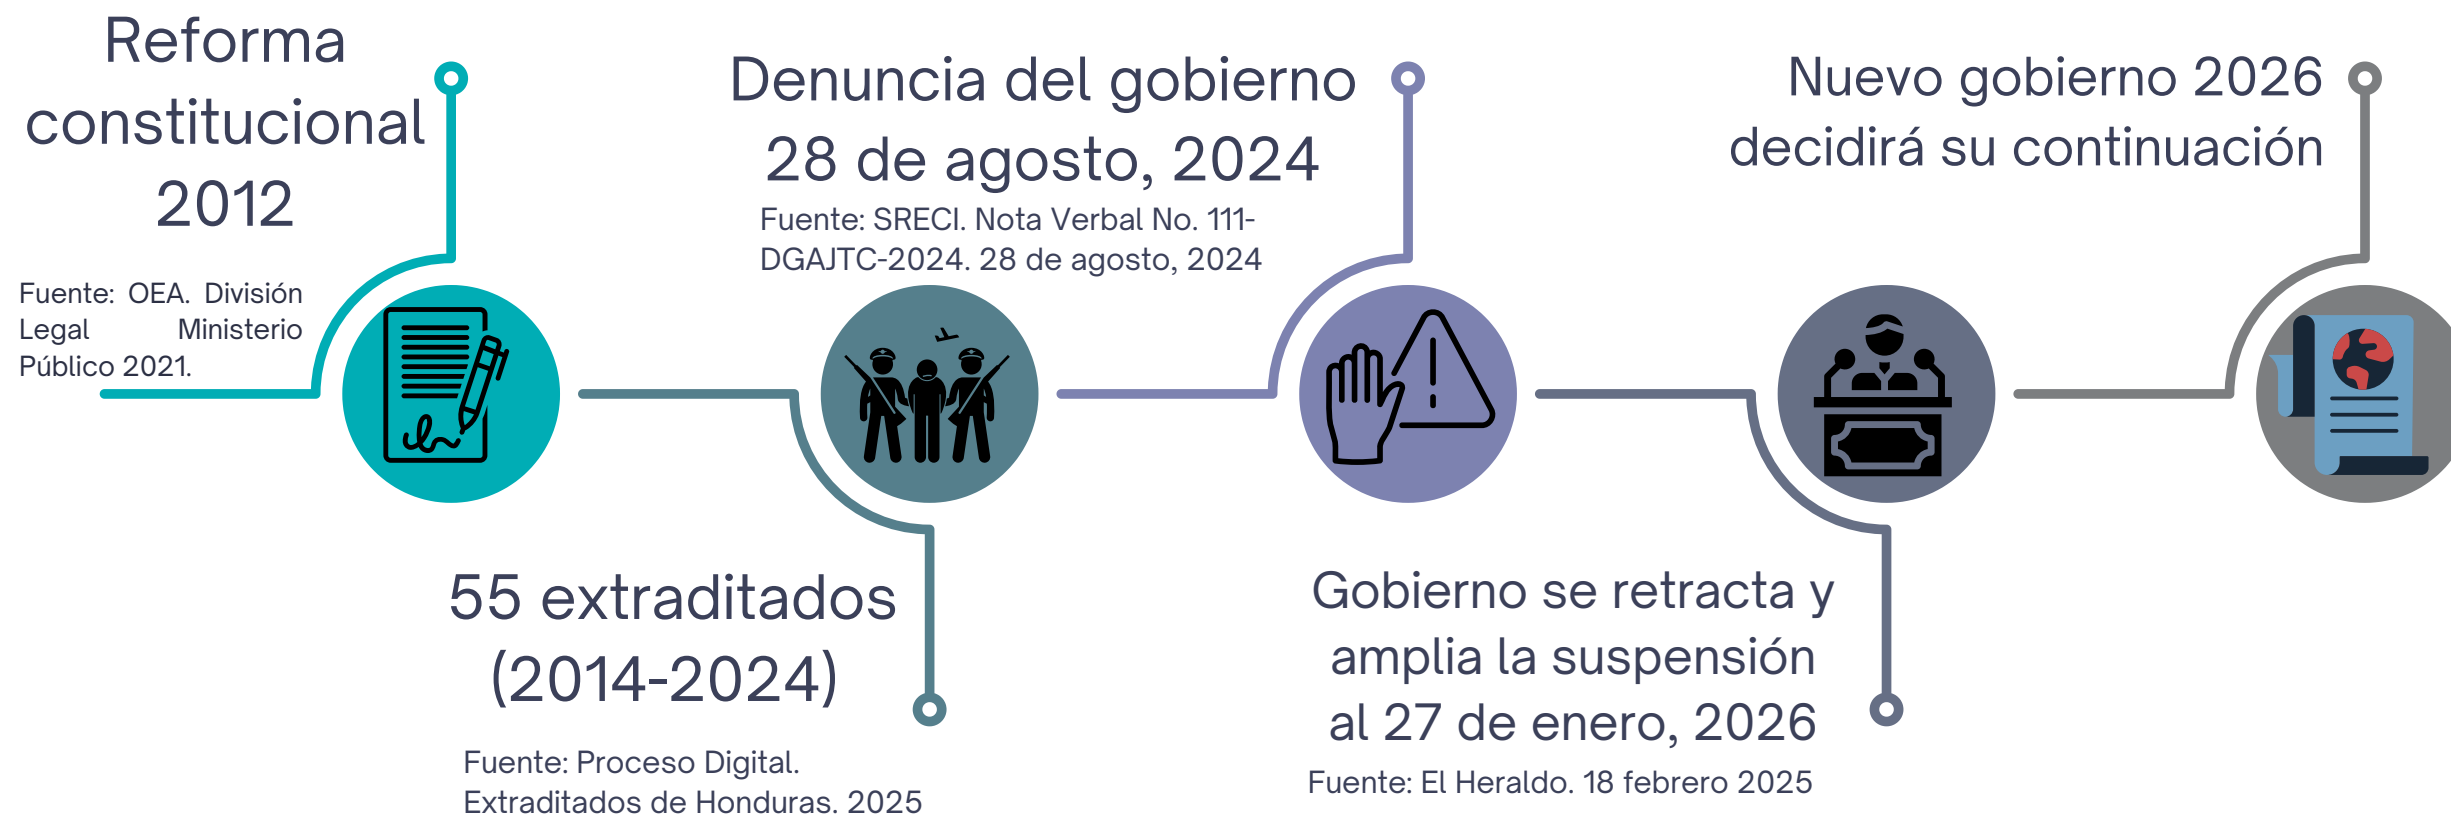 Reforma
constitucional
2012
Fuente: OEA. División
Legal Ministerio
Público 2021.
55 extraditados
(2014-2024)
Fuente: Proceso Digital.
Extraditados de Honduras. 2025
Denuncia del gobierno
28 de agosto, 2024
Fuente: SRECI. Nota Verbal No. 111-
DGAJTC-2024. 28 de agosto, 2024
Gobierno se retracta y
amplia la suspensión
al 27 de enero, 2026
Fuente: El Heraldo. 18 febrero 2025
Nuevo gobierno 2026
decidirá su continuación